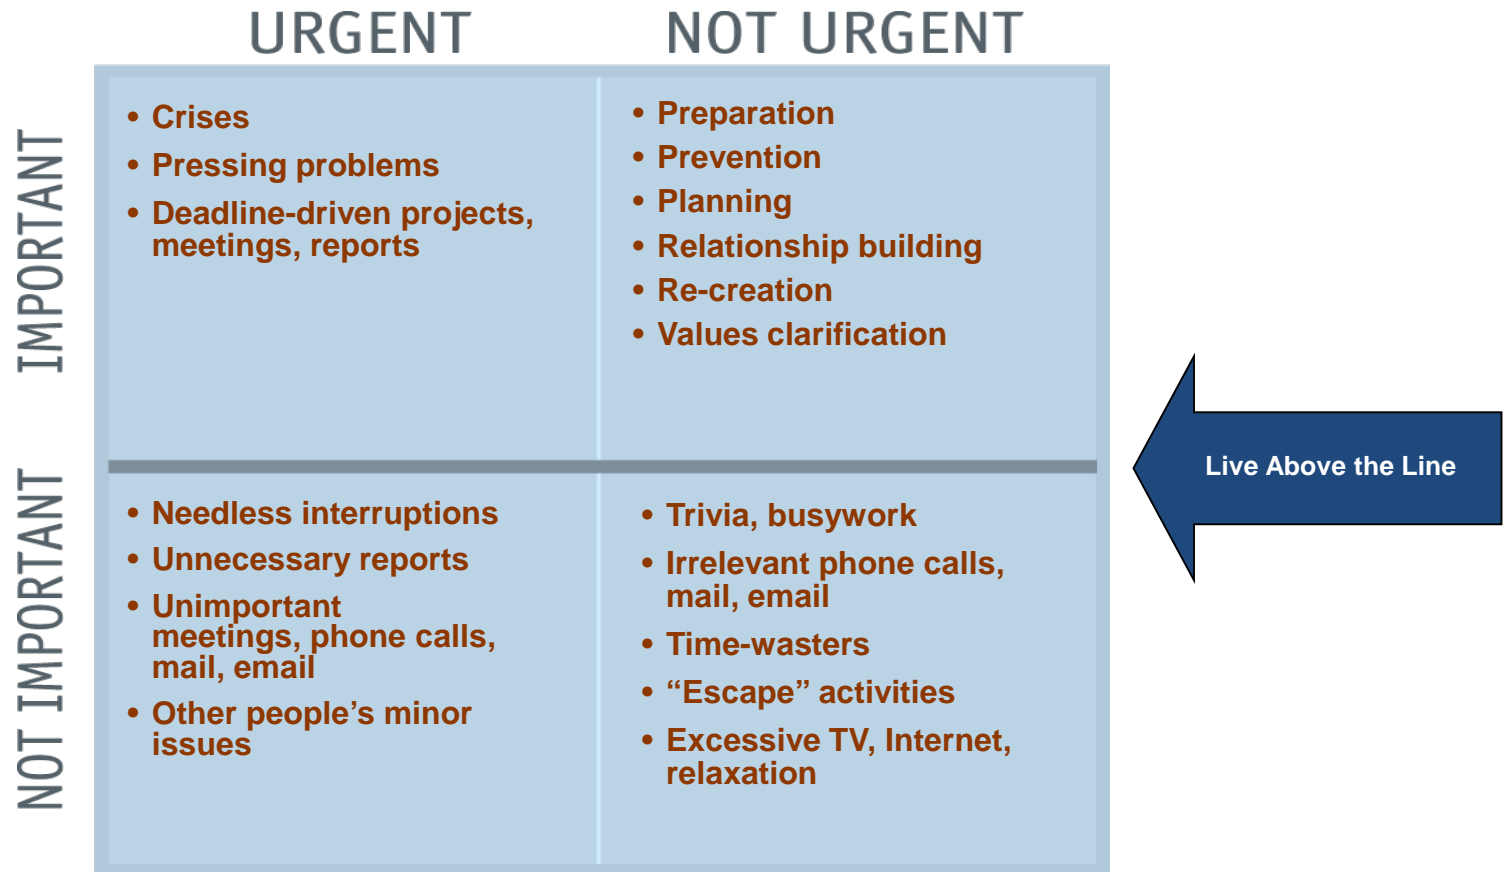 URGENT
NOT URGENT
IMPORTANT
• Crises
• Pressing problems
• Deadline-driven projects,
meetings, reports
• Preparation
• Prevention
• Planning
• Relationship building
• Re-creation
• Values clarification
Live Above the Line
NOT IMPORTANT
• Needless interruptions
• Unnecessary reports
• Unimportant
meetings, phone calls,
mail, email
• Other people’s minor
issues
• Trivia, busywork
• Irrelevant phone calls,
mail, email
• Time-wasters
• “Escape” activities
• Excessive TV, Internet,
relaxation